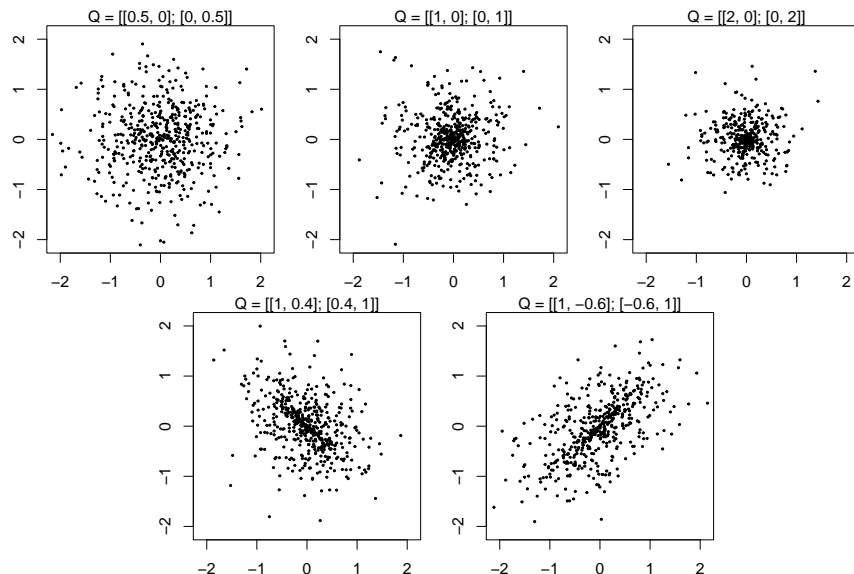 Q = [[0.5, 0]; [0, 0.5]]
Q = [[1, 0]; [0, 1]]
Q = [[2, 0]; [0, 2]]
2
1
0
−1
−2
2
1
0
−1
−2
2
1
0
−1
−2
−2 −1 0 1 2
−2 −1 0 1 2
−2 −1 0 1 2
Q = [[1, 0.4]; [0.4, 1]]
Q = [[1, −0.6]; [−0.6, 1]]
2
1
0
−1
−2
2
1
0
−1
−2
−2 −1 0 1 2
−2 −1 0 1 2